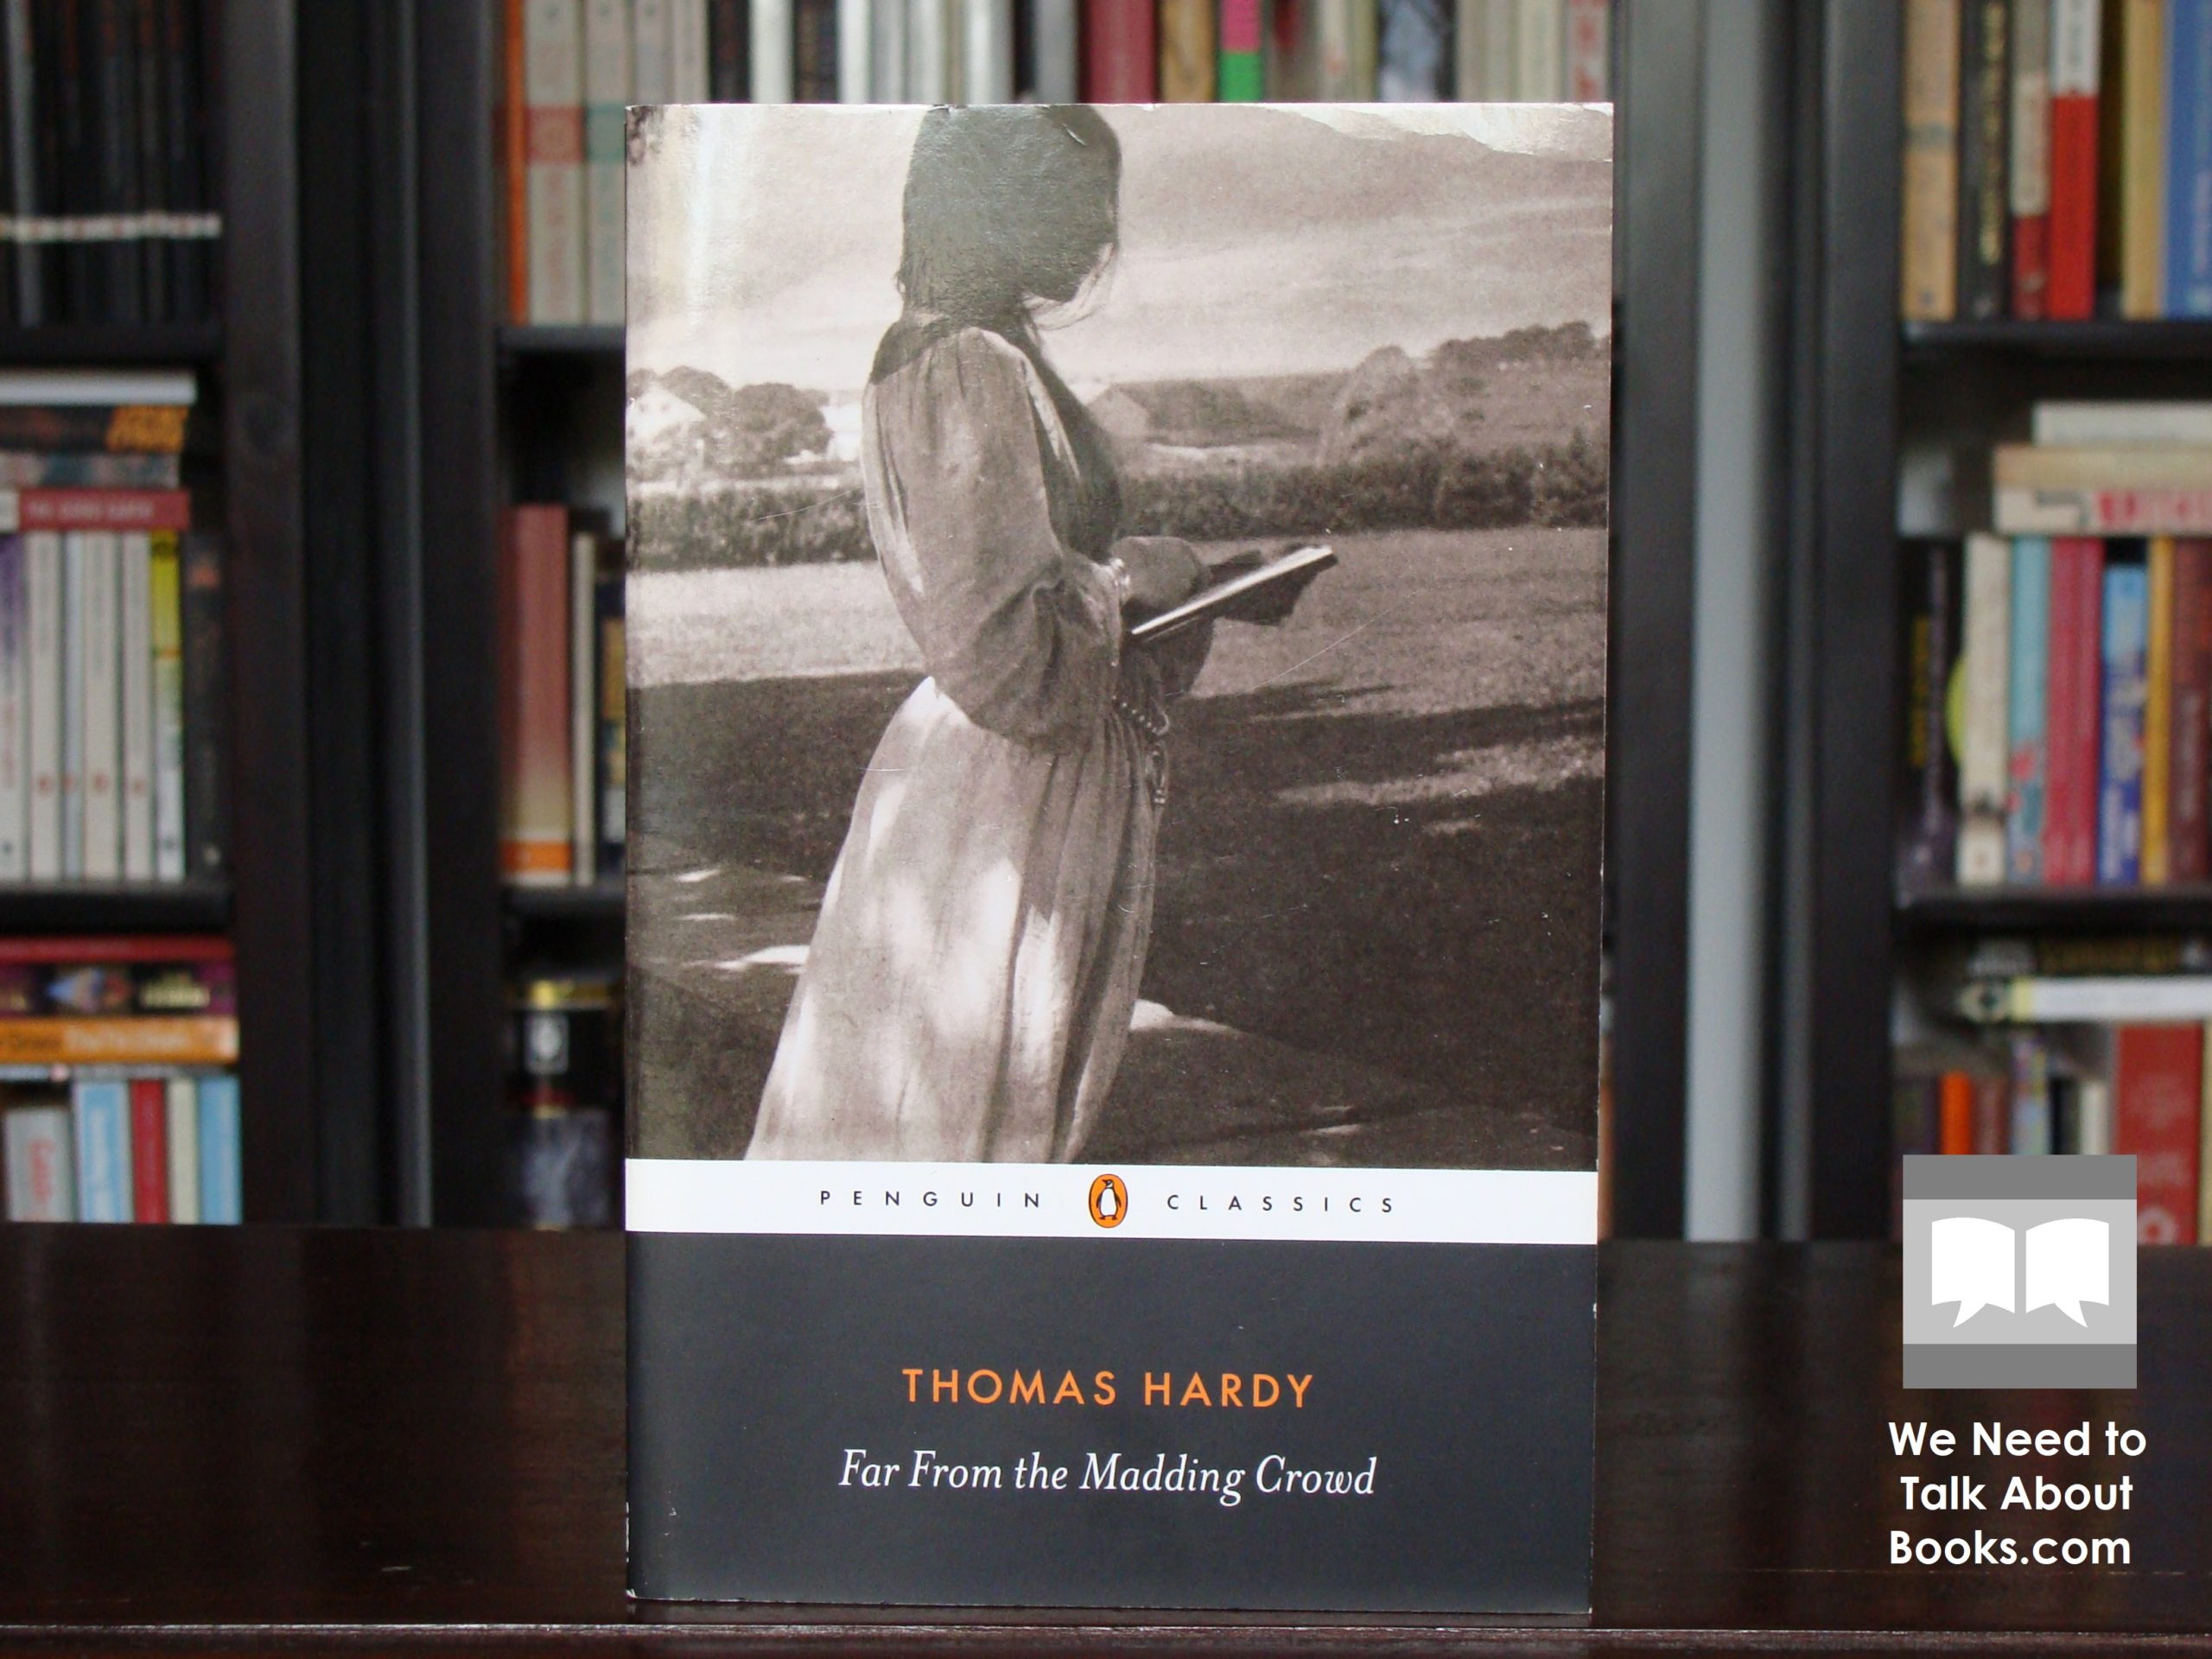 PENGUIN CLASSICS
THOMAS HARDY
Far From the Madding Crowd
We Need to
Talk About
Books.com